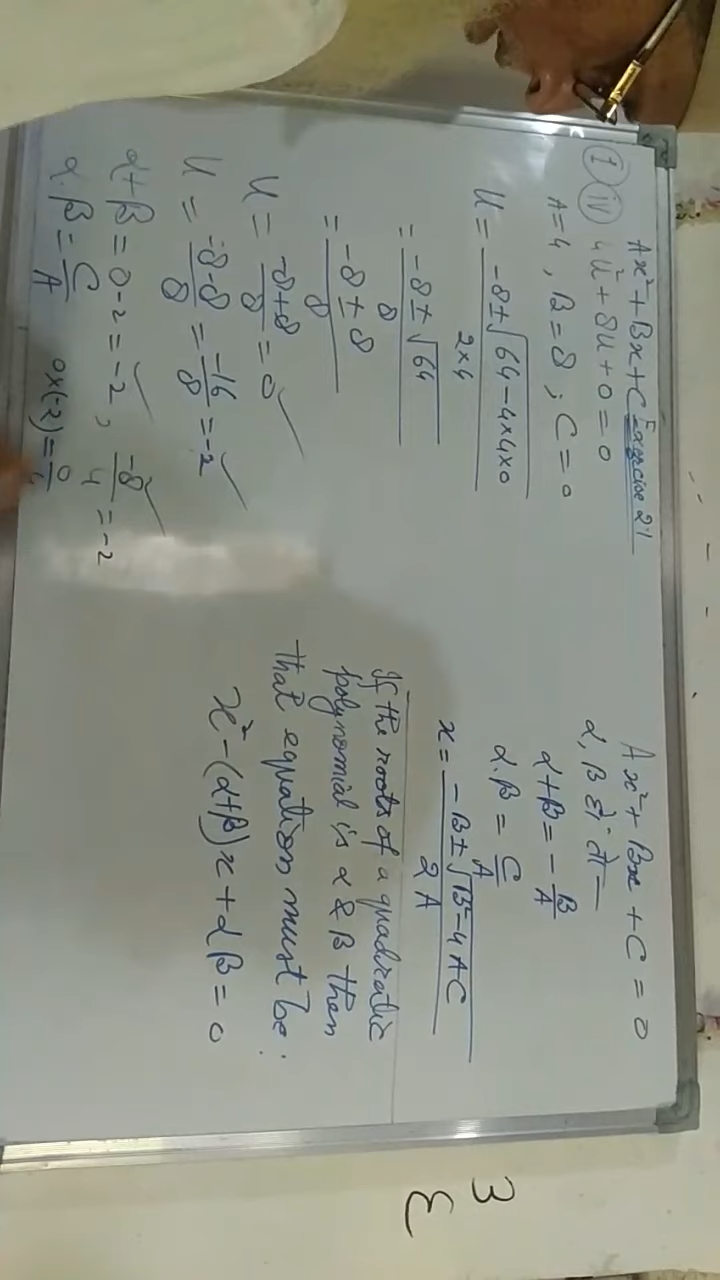 Ax²+Bx+C Exercise 2.1
① iv 4u²+8u+0=0
A=4, B=8; C=0
u = -8±√64-4×4×0 / 2×4
= -8±√64 / 8
= -8±8 / 8
u = -8+8 / 8 = 0 ✓
u = -8-8 / 8 = -16 / 8 = -2 ✓
α+β = 0-2 = -2 ✓, -8 / 4 = -2 ✓
α.β = C / A 0×(-2) = 0 / 4
Ax²+Bx+C=0
α, β
α+β = -B / A
α.β = C / A
x = -B±√B²-4AC / 2A
If the roots of a quadratic
polynomial is α & β then
that equation must be:
x²-(α+β)x+αβ=0
3
3